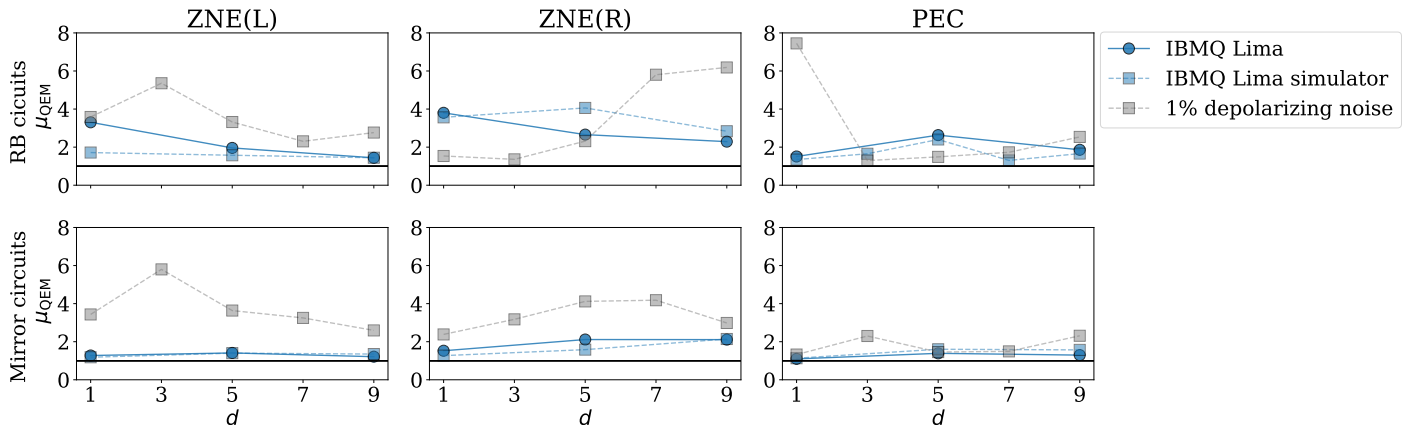 ZNE(L)
ZNE(R)
PEC
RB cicuits
μQEM
8
6
4
2
0
8
6
4
2
0
8
6
4
2
0
IBMQ Lima
IBMQ Lima simulator
1% depolarizing noise
Mirror circuits
μQEM
8
6
4
2
0
1 3 5 7 9
d
8
6
4
2
0
1 3 5 7 9
d
8
6
4
2
0
1 3 5 7 9
d